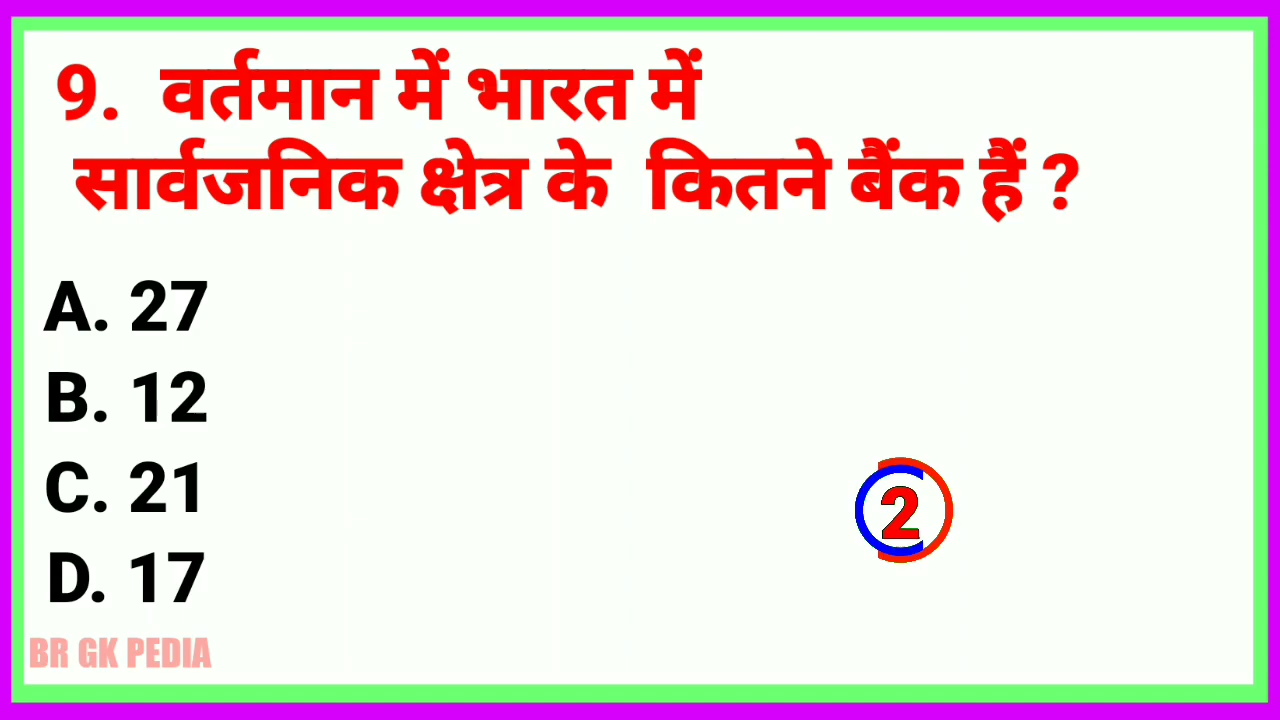 9. वर्तमान में भारत में
सार्वजनिक क्षेत्र के कितने बैंक हैं ?
A. 27
B. 12
C. 21
D. 17
2
BR GK PEDIA